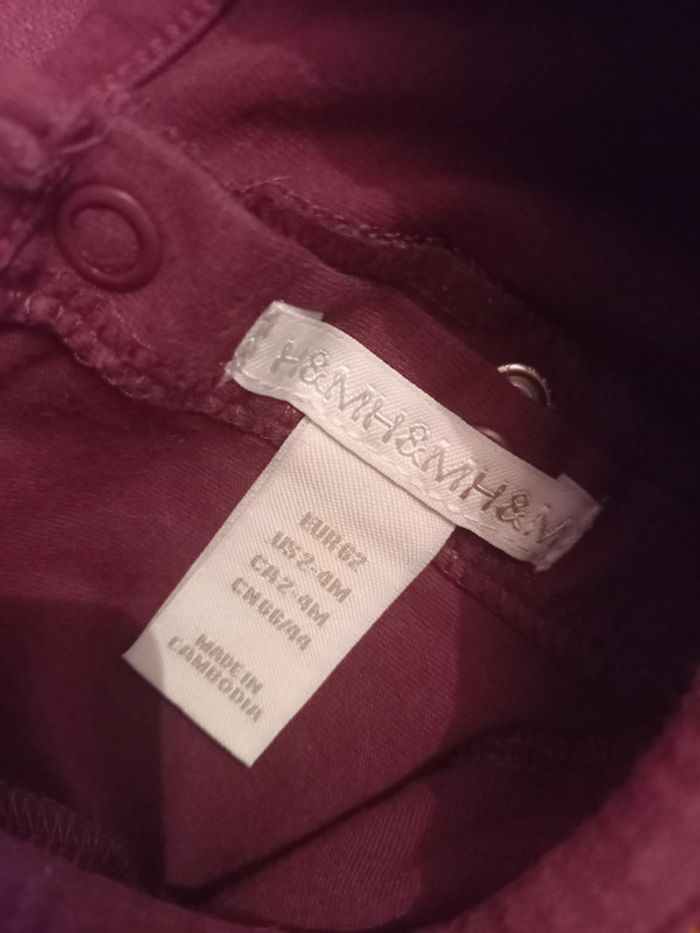 H&MH&MH&M
EUR 62
US 2-4M
CA 2-4M
CN 66/44
MADE IN
CAMBODIA